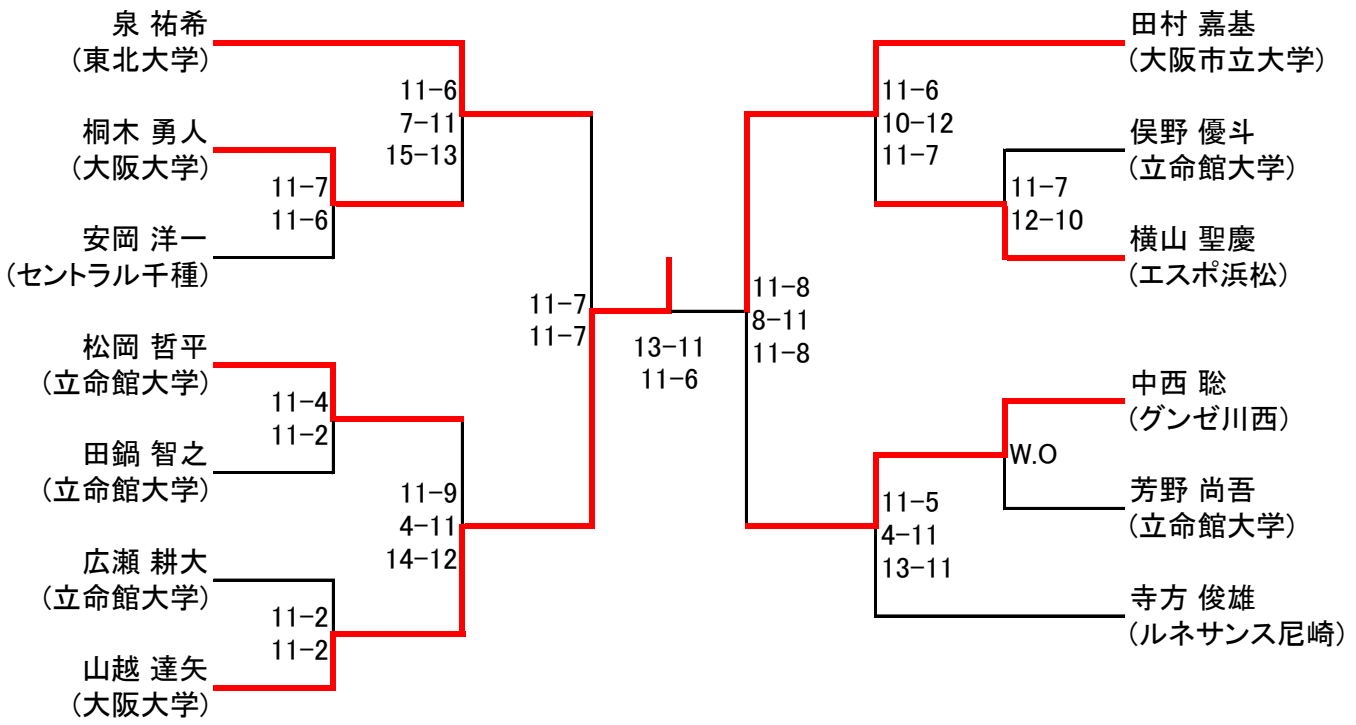 泉 祐希
(東北大学)
桐木 勇人
(大阪大学)
安岡 洋一
(セントラル千種)
松岡 哲平
(立命館大学)
田鍋 智之
(立命館大学)
広瀬 耕大
(立命館大学)
山越 達矢
(大阪大学)
11-7
11-6
11-4
11-2
11-2
11-2
11-6
7-11
15-13
11-9
4-11
14-12
11-7
11-7
13-11
11-6
11-8
8-11
11-8
11-6
10-12
11-7
11-5
4-11
13-11
11-7
12-10
W.O
田村 嘉基
(大阪市立大学)
俣野 優斗
(立命館大学)
横山 聖慶
(エスポ浜松)
中西 聡
(グンゼ川西)
芳野 尚吾
(立命館大学)
寺方 俊雄
(ルネサンス尼崎)